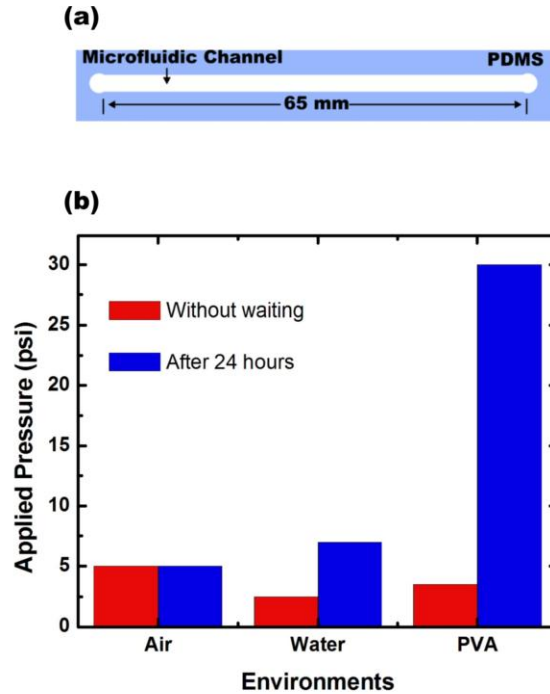 (a)
Microfluidic Channel
PDMS
65 mm
(b)
Applied Pressure (psi)
30
25
20
15
10
5
0
Without waiting
After 24 hours
Air
Water
PVA
Environments